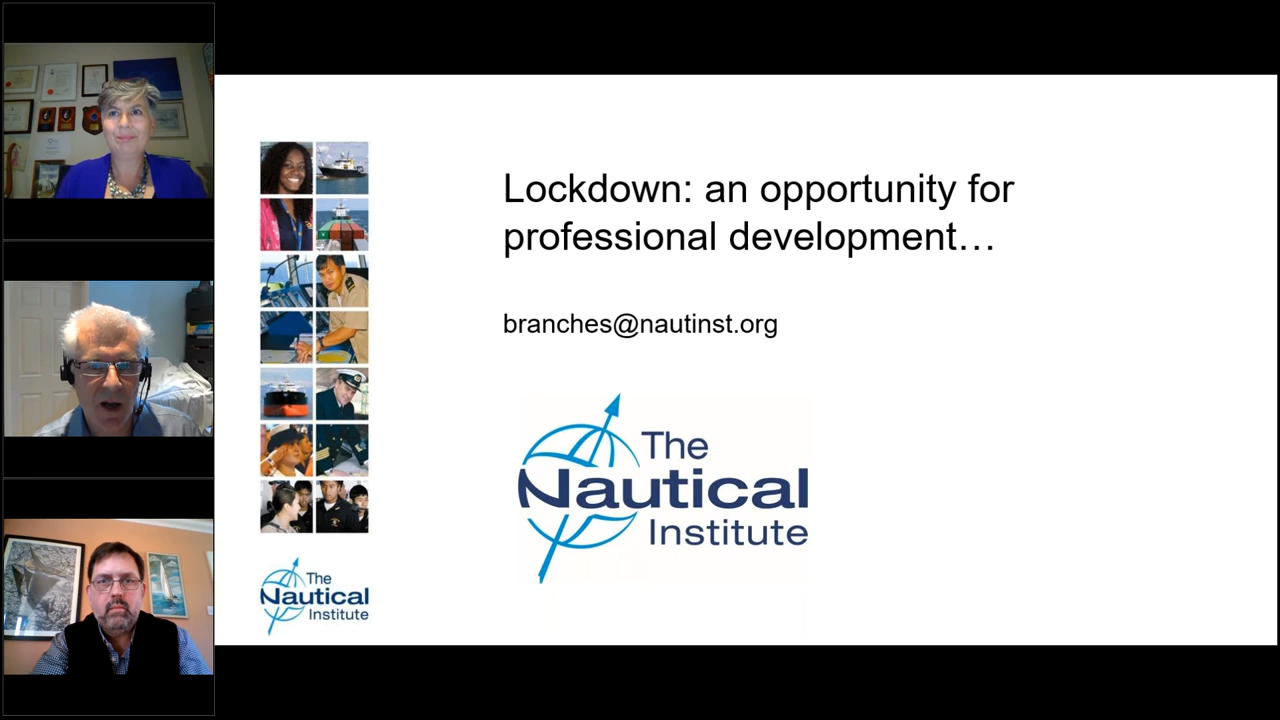 Lockdown: an opportunity for
professional development…
branches@nautinst.org
The
Nautical
Institute
The
Nautical
Institute